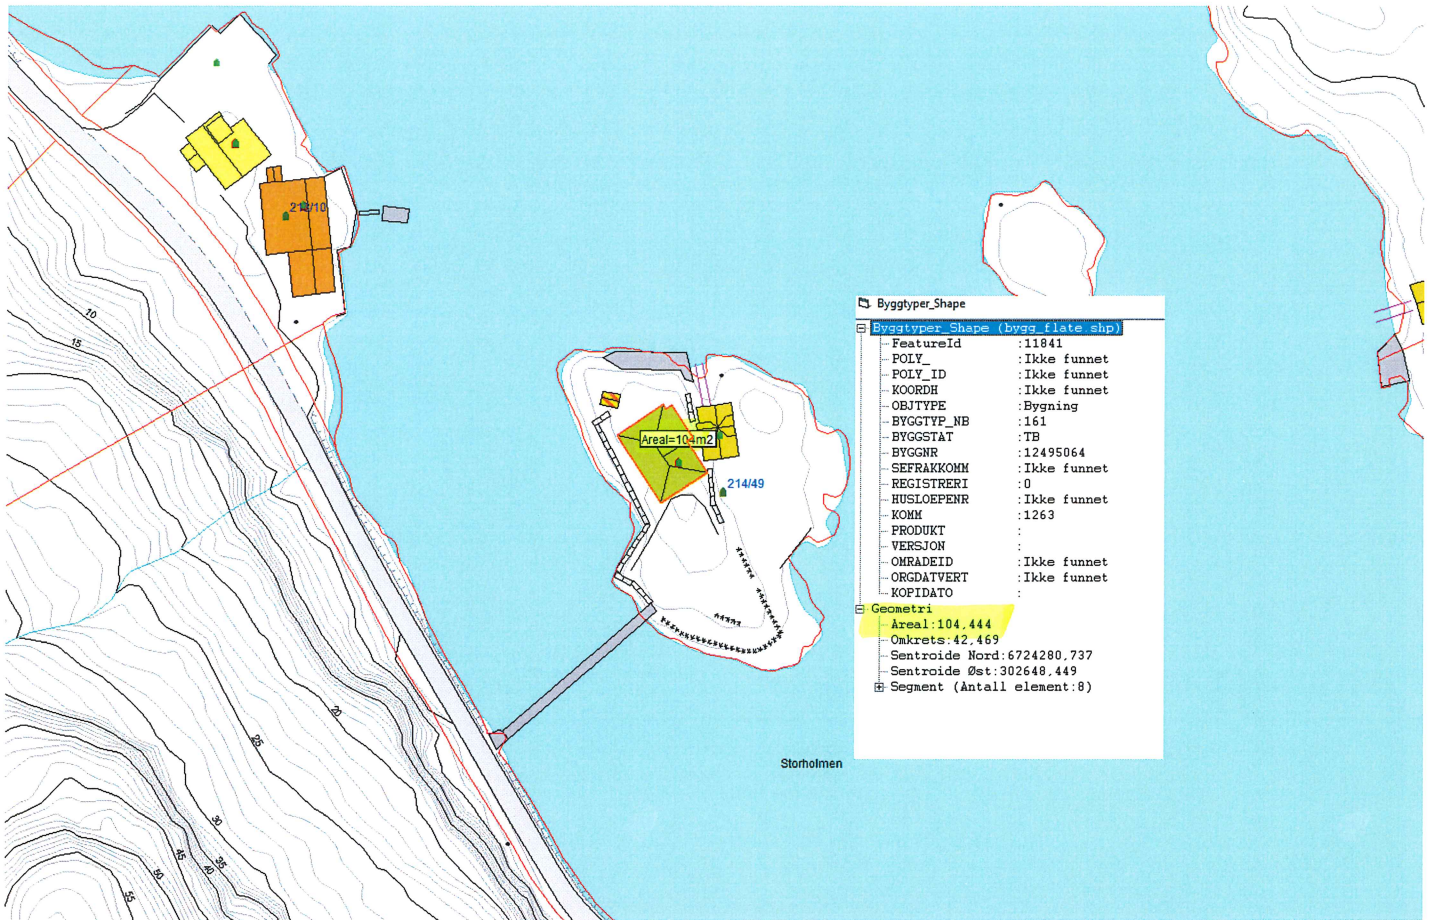 214/10
10
15
Byggtyper_Shape
Byggtyper_Shape (bygg_flate.shp)
FeatureId :11841
POLY_ :Ikke funnet
POLY_ID :Ikke funnet
KOORDH :Ikke funnet
OBJTYPE :Bygning
BYGGTYP_NB :161
BYGGSTAT :TB
BYGGNR :12495064
SEFRAKKOMM :Ikke funnet
REGISTRERI :0
HUSLOEPENR :Ikke funnet
KOMM :1263
PRODUKT :
VERSJON :
OMRADEID :Ikke funnet
ORGDATVERT :Ikke funnet
KOPIDATO :
Geometri
Areal:104,444
Omkrets:42,469
Sentroide Nord:6724280,737
Sentroide Øst:302648,449
Segment (Antall element:8)
Areal=104m2
214/49
20
25
Storholmen
30
35
40
45
50
55